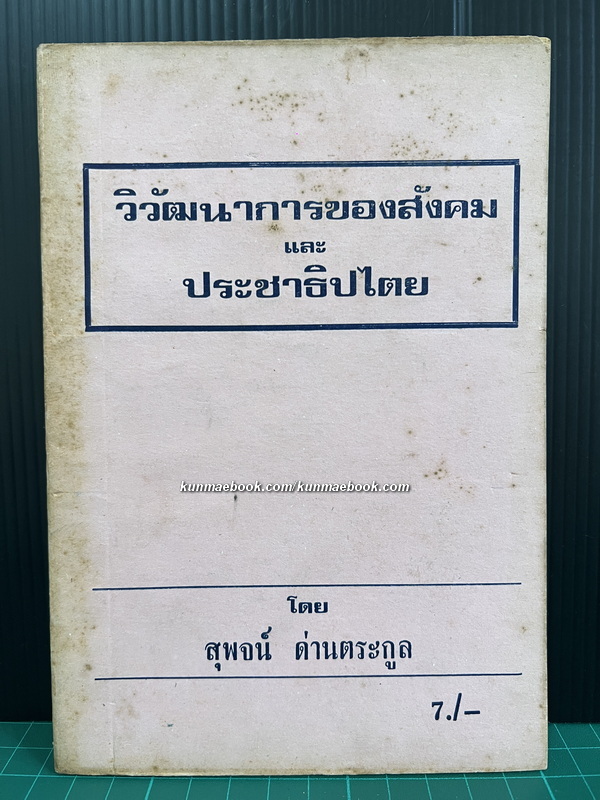 วิวัฒนาการของสังคม
และ
ประชาธิปไตย
kunmaebook.com/kunmaebook.com
โดย
สุพจน์ ด่านตระกูล
7./-